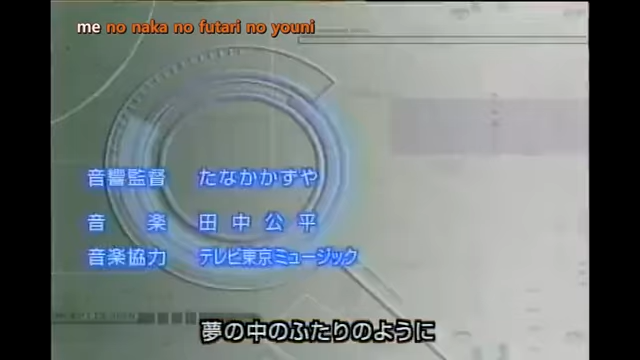 me no naka no futari no youni
音響監督 たなかかずや
音楽 田中公平
音楽協力 テレビ東京ミュージック
夢の中のふたりのように